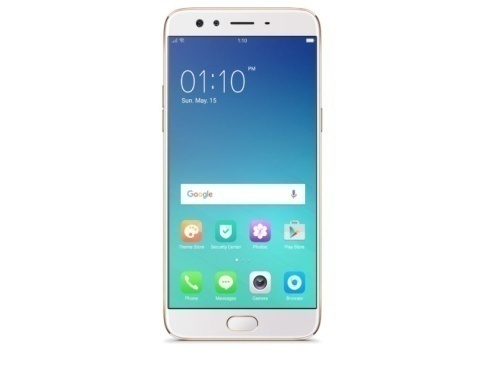 1:10
01:10 PM
Sun. May. 15
Google
Theme Store Security Center Photos Play Store
Phone Messages Camera Browser